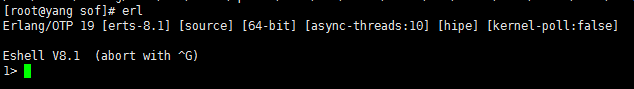 [root@yang sof]# erl
Erlang/OTP 19 [erts-8.1] [source] [64-bit] [async-threads:10] [hipe] [kernel-poll:false]
Eshell V8.1  (abort with ^G)
1>